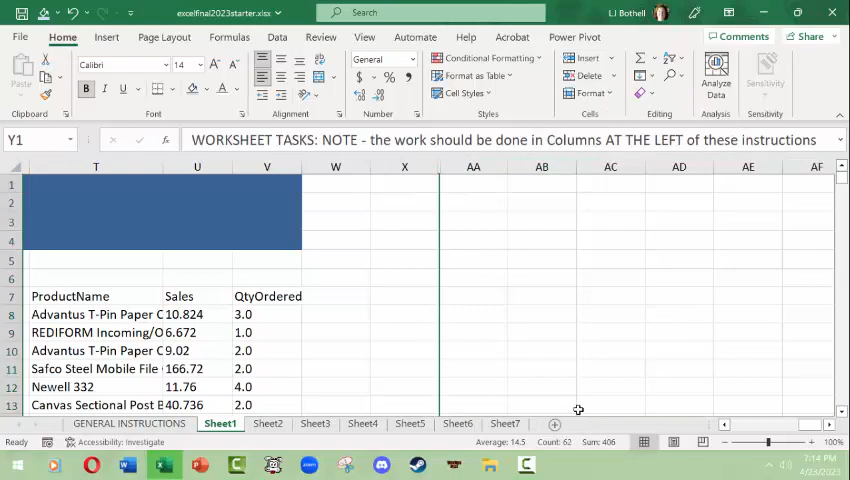 excelfinal2023starter.xlsx
Search
LJ Bothell
File Home Insert Page Layout Formulas Data Review View Automate Help Acrobat Power Pivot Comments Share
Calibri 14 General Conditional Formatting Insert
Paste B I U $ % Format as Table Delete Analyze Data Sensitivity
Cell Styles Format
Clipboard Font Alignment Number Styles Cells Editing Analysis Sensitivity
Y1 fx WORKSHEET TASKS: NOTE - the work should be done in Columns AT THE LEFT of these instructions
T U V W X AA AB AC AD AE AF
1
2
3
4
5
6
7 ProductName Sales QtyOrdered
8 Advantus T-Pin Paper C 10.824 3.0
9 REDIFORM Incoming/O 6.672 1.0
10 Advantus T-Pin Paper C 9.02 2.0
11 Safco Steel Mobile File 166.72 2.0
12 Newell 332 11.76 4.0
13 Canvas Sectional Post B 40.736 2.0
GENERAL INSTRUCTIONS Sheet1 Sheet2 Sheet3 Sheet4 Sheet5 Sheet6 Sheet7
Ready Accessibility: Investigate Average: 14.5 Count: 62 Sum: 406 100%
7:14 PM
4/23/2023